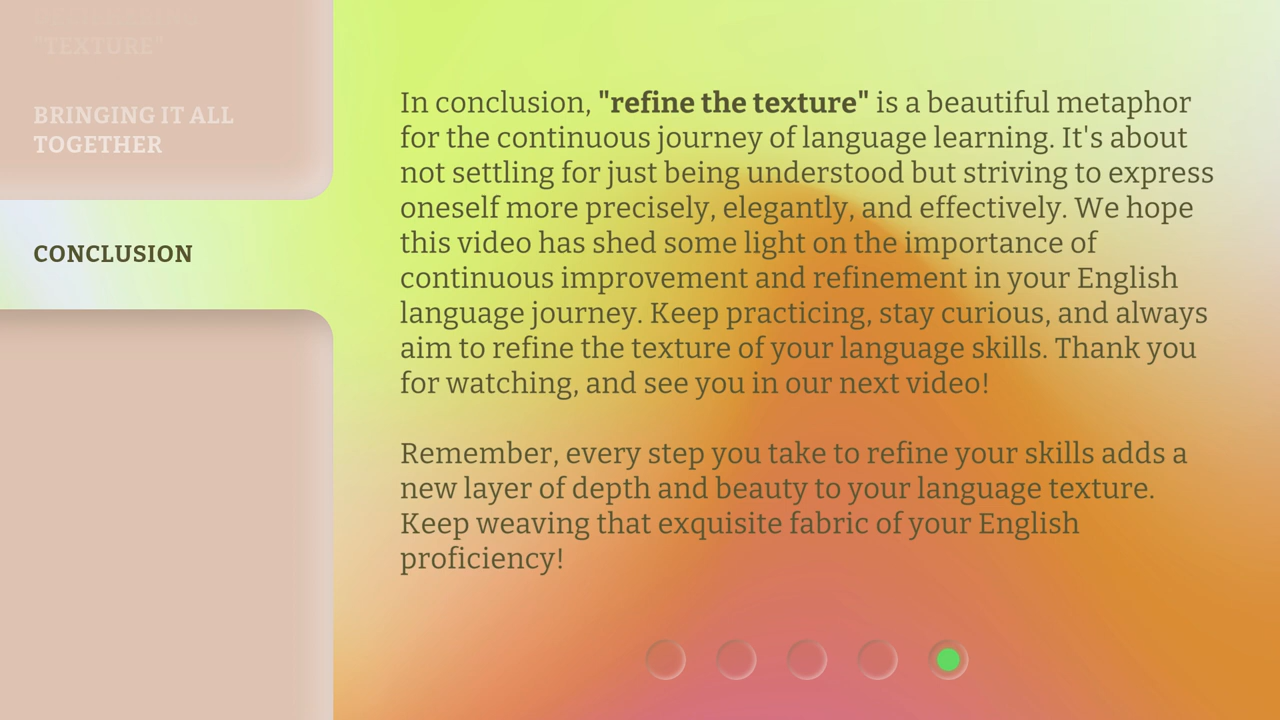 "TEXTURE"
BRINGING IT ALL
TOGETHER
CONCLUSION
In conclusion, "refine the texture" is a beautiful metaphor
for the continuous journey of language learning. It's about
not settling for just being understood but striving to express
oneself more precisely, elegantly, and effectively. We hope
this video has shed some light on the importance of
continuous improvement and refinement in your English
language journey. Keep practicing, stay curious, and always
aim to refine the texture of your language skills. Thank you
for watching, and see you in our next video!
Remember, every step you take to refine your skills adds a
new layer of depth and beauty to your language texture.
Keep weaving that exquisite fabric of your English
proficiency!